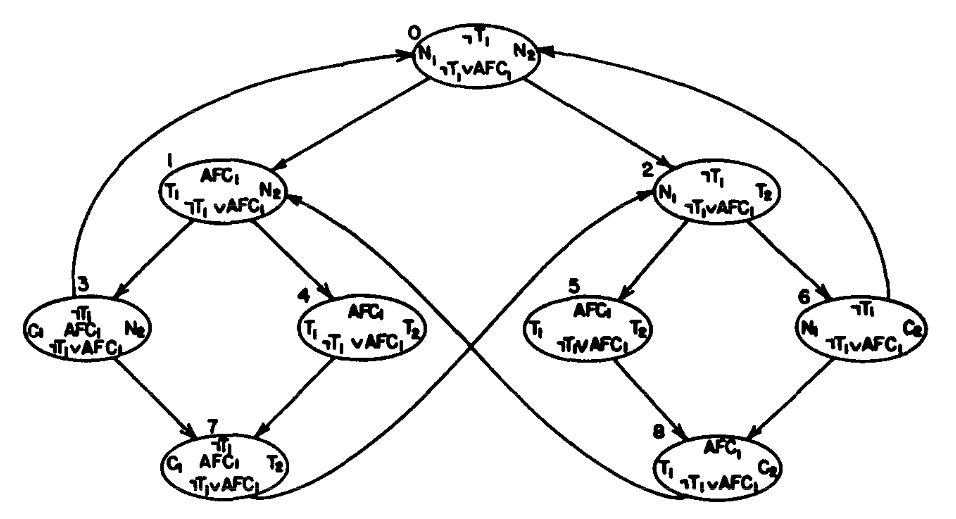 0
¬T₁
N₁ N₂
¬T₁∨AFC₁
1
AFC₁
T₁ N₂
¬T₁ ∨AFC₁
2
¬T₁
N₁ T₂
¬T₁∨AFC₁
3
¬T₁
C₁ AFC₁ N₂
¬T₁∨AFC₁
4
AFC₁
T₁ T₂
¬T₁ ∨AFC₁
5
AFC₁
T₁ T₂
¬T₁∨AFC₁
6
¬T₁
N₁ C₂
¬T₁∨AFC₁
7
¬T₁
C₁ AFC₁ T₂
¬T₁∨AFC₁
8
AFC₁
T₁ C₂
¬T₁∨AFC₁